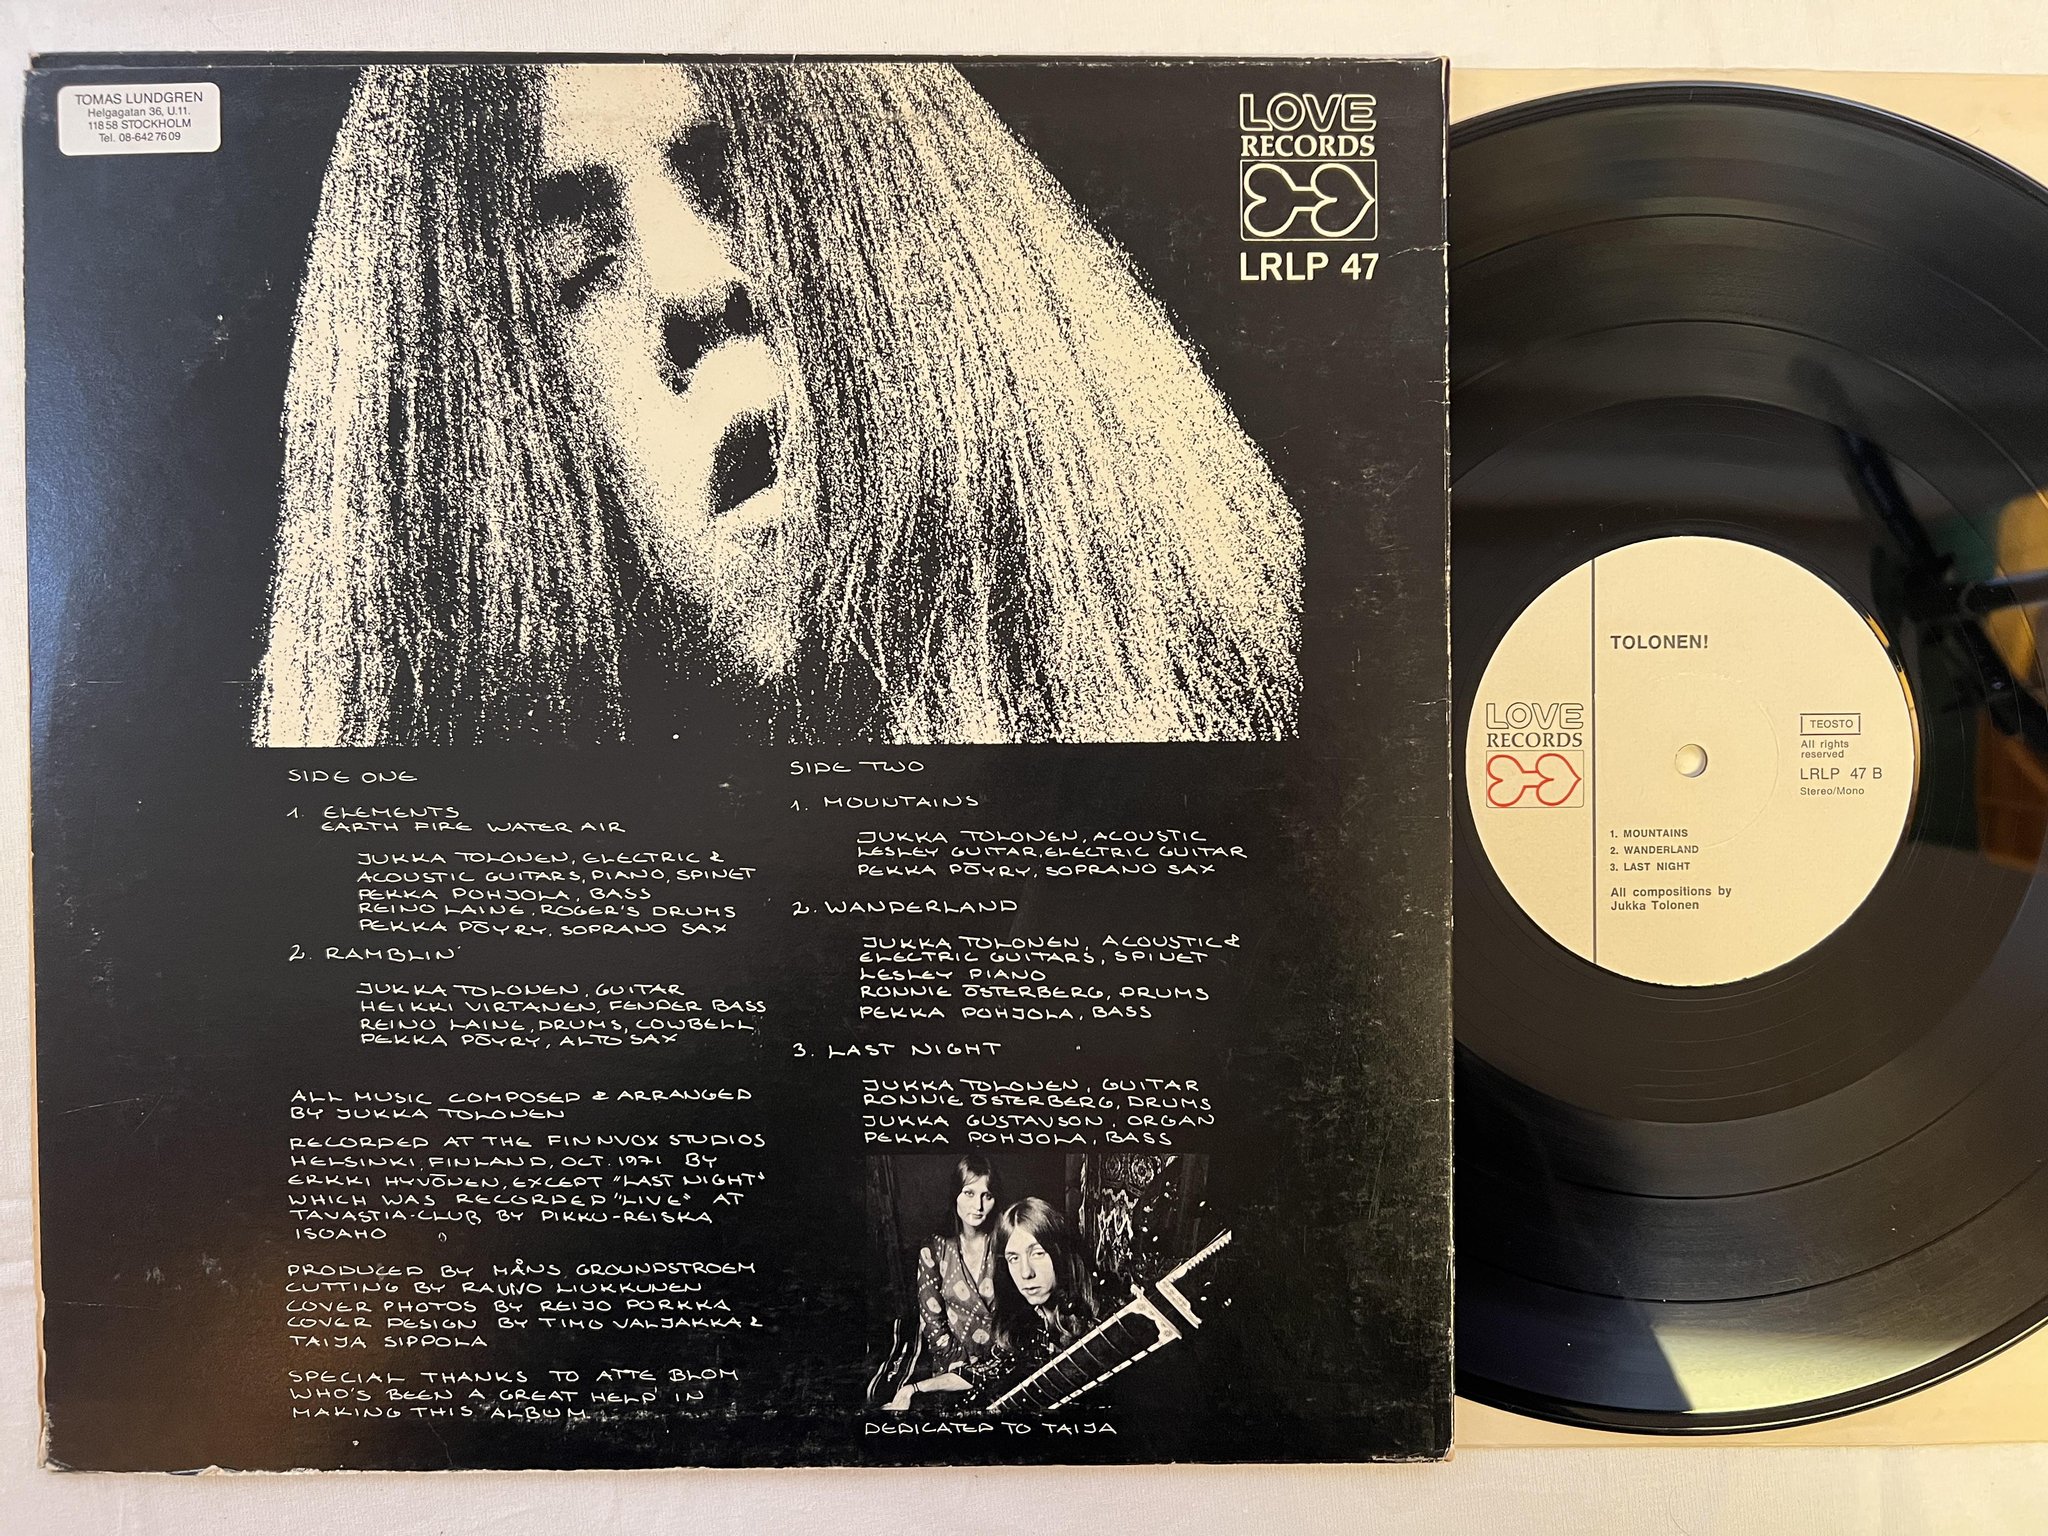 TOMAS LUNDGREN
Helgagatan 36, U.11.
118 58 STOCKHOLM
Tel. 08-642 76 09
LOVE
RECORDS
LRLP 47
SIDE ONE
1. ELEMENTS
EARTH FIRE WATER AIR
JUKKA TOLONEN, ELECTRIC &
ACOUSTIC GUITARS, PIANO, SPINET
PEKKA POHJOLA, BASS
REINO LAINE, ROGER'S DRUMS
PEKKA PÖYRY, SOPRANO SAX
2. RAMBLIN'
JUKKA TOLONEN, GUITAR
HEIKKI VIRTANEN, FENDER BASS
REINO LAINE, DRUMS, COWBELL
PEKKA PÖYRY, ALTO SAX
ALL MUSIC COMPOSED & ARRANGED
BY JUKKA TOLONEN
RECORDED AT THE FINNVOX STUDIOS
HELSINKI, FINLAND, OCT. 1971 BY
ERKKI HYVÖNEN, EXCEPT "LAST NIGHT"
WHICH WAS RECORDED "LIVE" AT
TAVASTIA-CLUB BY PIKKU-REISKA
ISOAHO
PRODUCED BY MÅNS GROUNDSTROEM
CUTTING BY RAUNO LIUKKUNEN
COVER PHOTOS BY REIJO PORKKA
COVER DESIGN BY TIMO VALJAKKA &
TAIJA SIPPOLA
SPECIAL THANKS TO ATTE BLOM
WHO'S BEEN A GREAT HELP IN
MAKING THIS ALBUM
SIDE TWO
1. MOUNTAINS
JUKKA TOLONEN, ACOUSTIC
LESLEY GUITAR, ELECTRIC GUITAR
PEKKA PÖYRY, SOPRANO SAX
2. WANDERLAND
JUKKA TOLONEN, ACOUSTIC &
ELECTRIC GUITARS, SPINET
LESLEY PIANO
RONNIE ÖSTERBERG, DRUMS
PEKKA POHJOLA, BASS
3. LAST NIGHT
JUKKA TOLONEN, GUITAR
RONNIE ÖSTERBERG, DRUMS
JUKKA GUSTAVSON, ORGAN
PEKKA POHJOLA, BASS
DEDICATED TO TAIJA
TOLONEN!
LOVE
RECORDS
TEOSTO
All rights
reserved
LRLP 47 B
Stereo/Mono
1. MOUNTAINS
2. WANDERLAND
3. LAST NIGHT
All compositions by
Jukka Tolonen